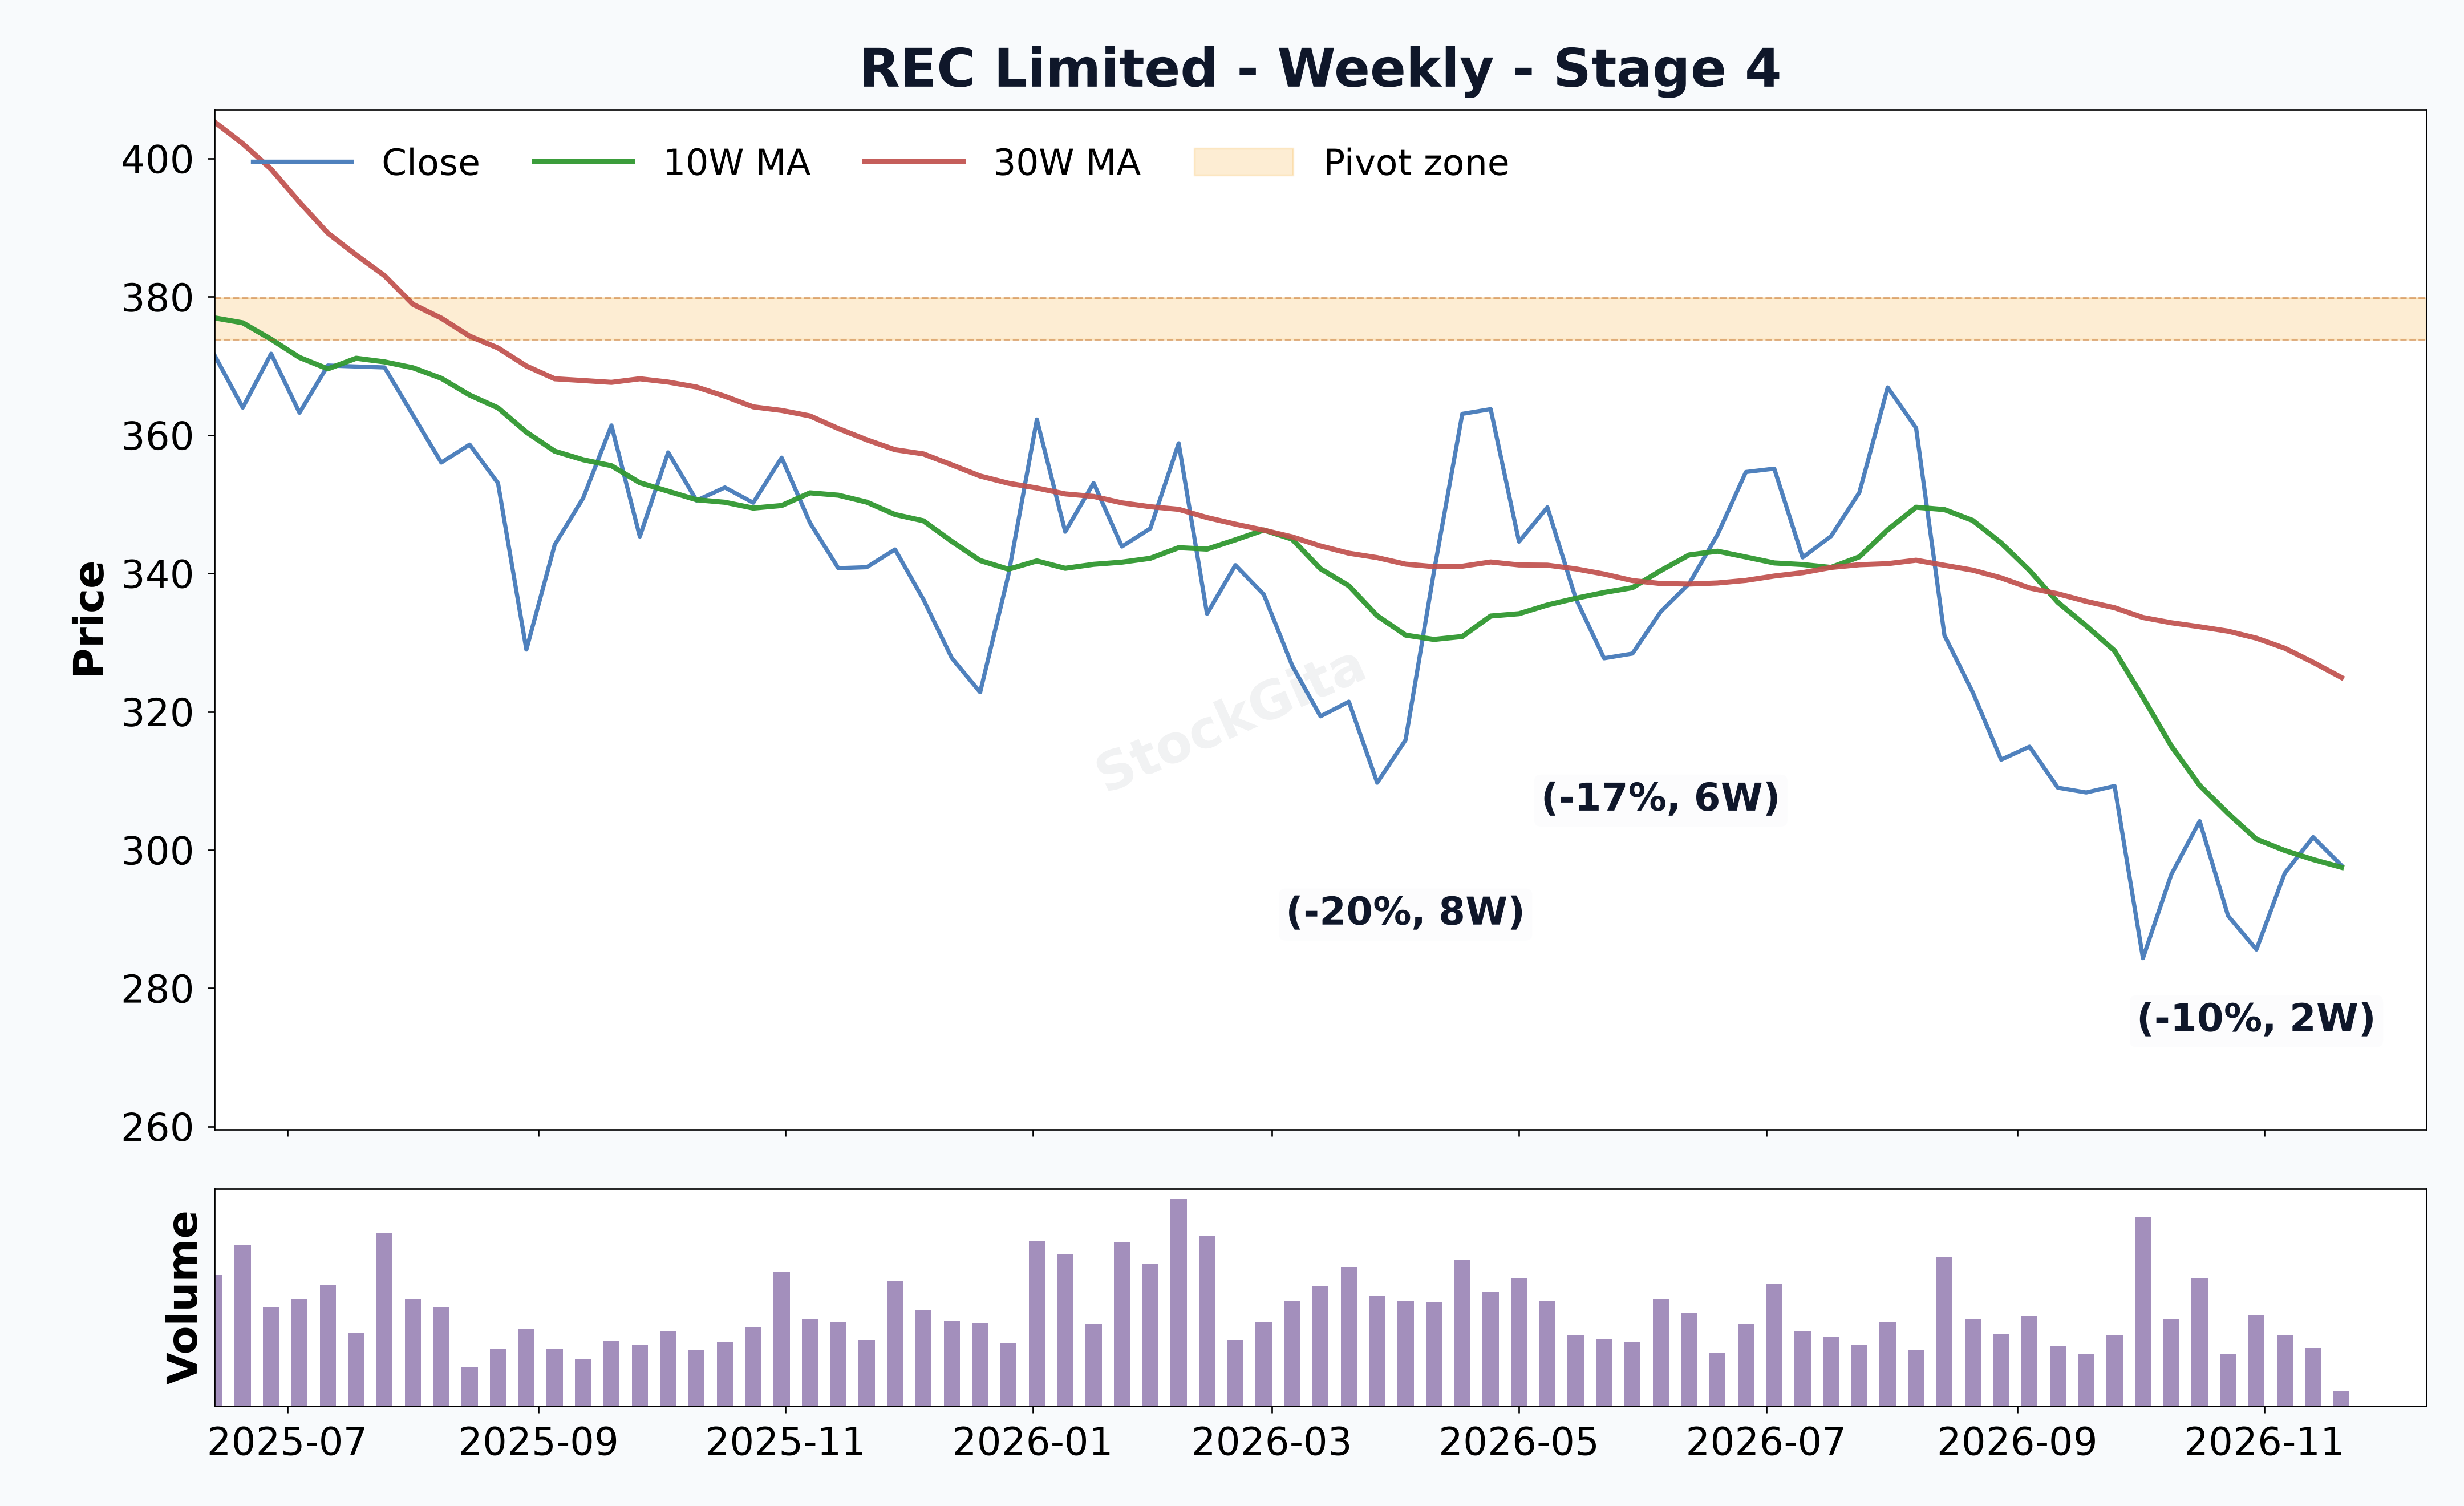 REC Limited - Weekly - Stage 4
Close 10W MA 30W MA Pivot zone
400
380
360
340
320
300
280
260
Price
StockGita
(-17%, 6W)
(-20%, 8W)
(-10%, 2W)
Volume
2025-07 2025-09 2025-11 2026-01 2026-03 2026-05 2026-07 2026-09 2026-11